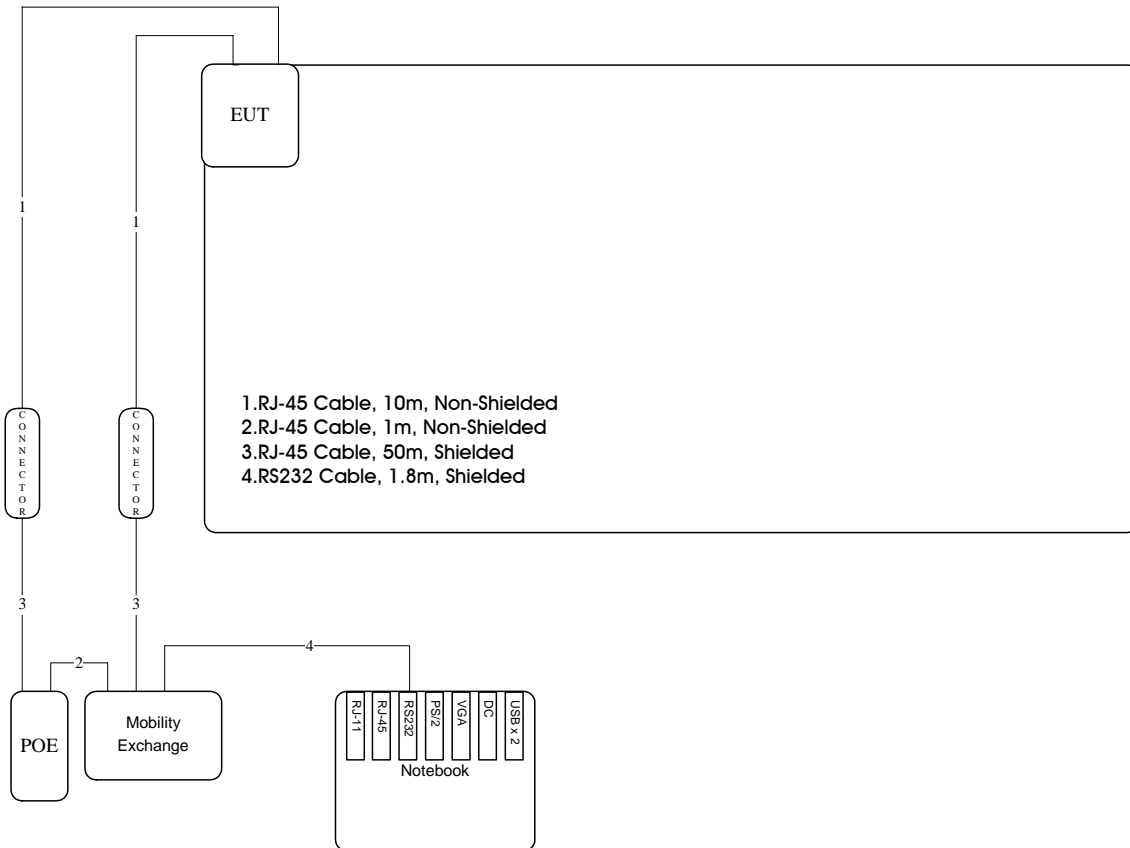 EUT
1
1
1.RJ-45 Cable, 10m, Non-Shielded
2.RJ-45 Cable, 1m, Non-Shielded
3.RJ-45 Cable, 50m, Shielded
4.RS232 Cable, 1.8m, Shielded
CONNECTOR
CONNECTOR
3
3
4
2
POE
Mobility
Exchange
RJ-11
RJ-45
RS232
PS/2
VGA
DC
USB x 2
Notebook